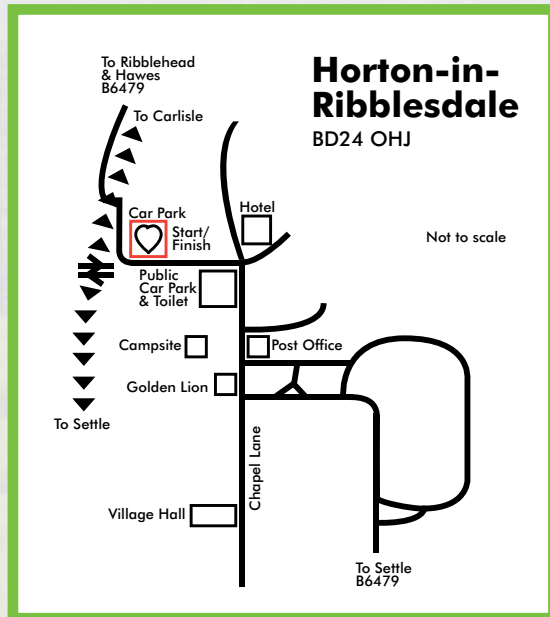 Horton-in-
Ribblesdale
BD24 OHJ
To Ribblehead
& Hawes
B6479
To Carlisle
Car Park
Start/
Finish
Hotel
Not to scale
Public
Car Park
& Toilet
Campsite
Post Office
Golden Lion
To Settle
Chapel Lane
Village Hall
To Settle
B6479